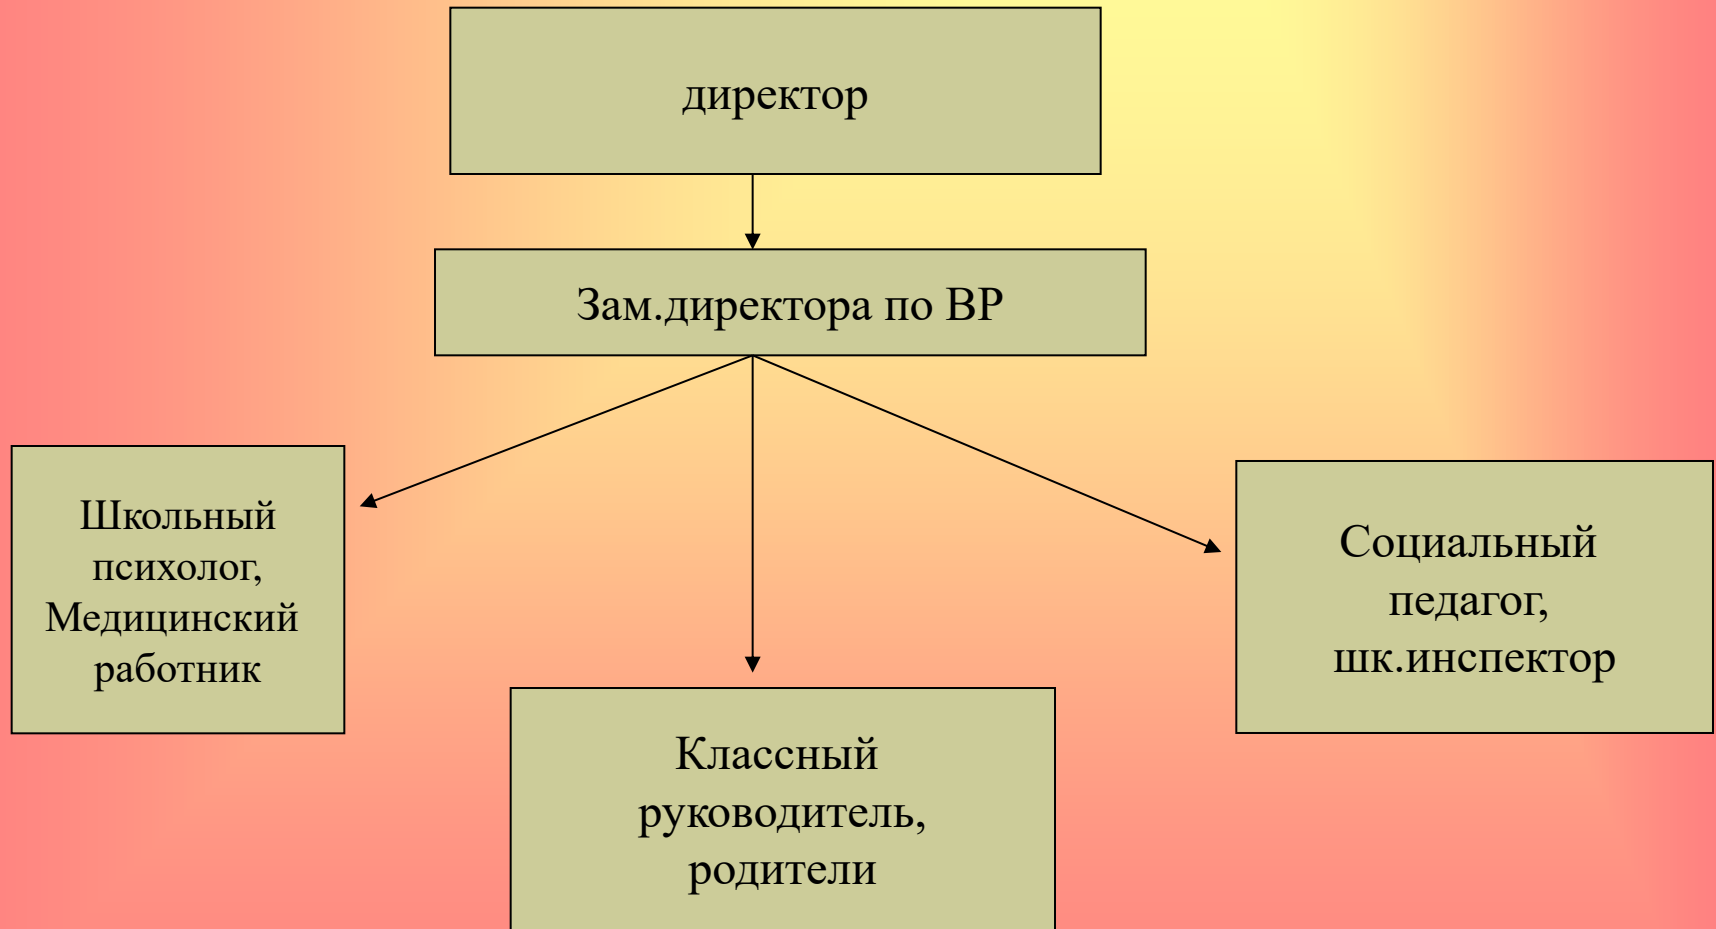 директор
Зам.директора по ВР
Школьный
психолог,
Медицинский
работник
Социальный
педагог,
шк.инспектор
Классный
руководитель,
родители